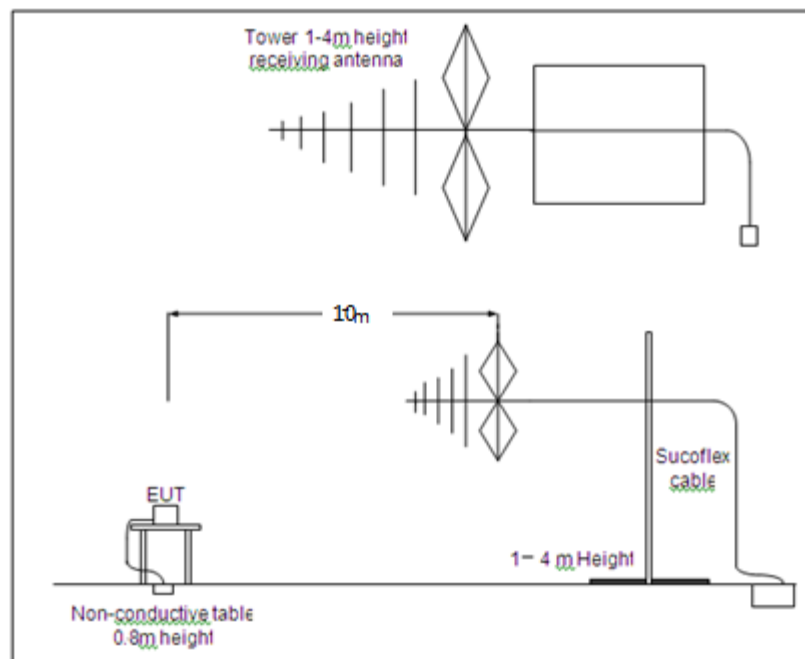 Tower 1-4m height
receiving antenna
10m
EUT
Sucoflex
cable
1– 4 m Height
Non-conductive table
0.8m height